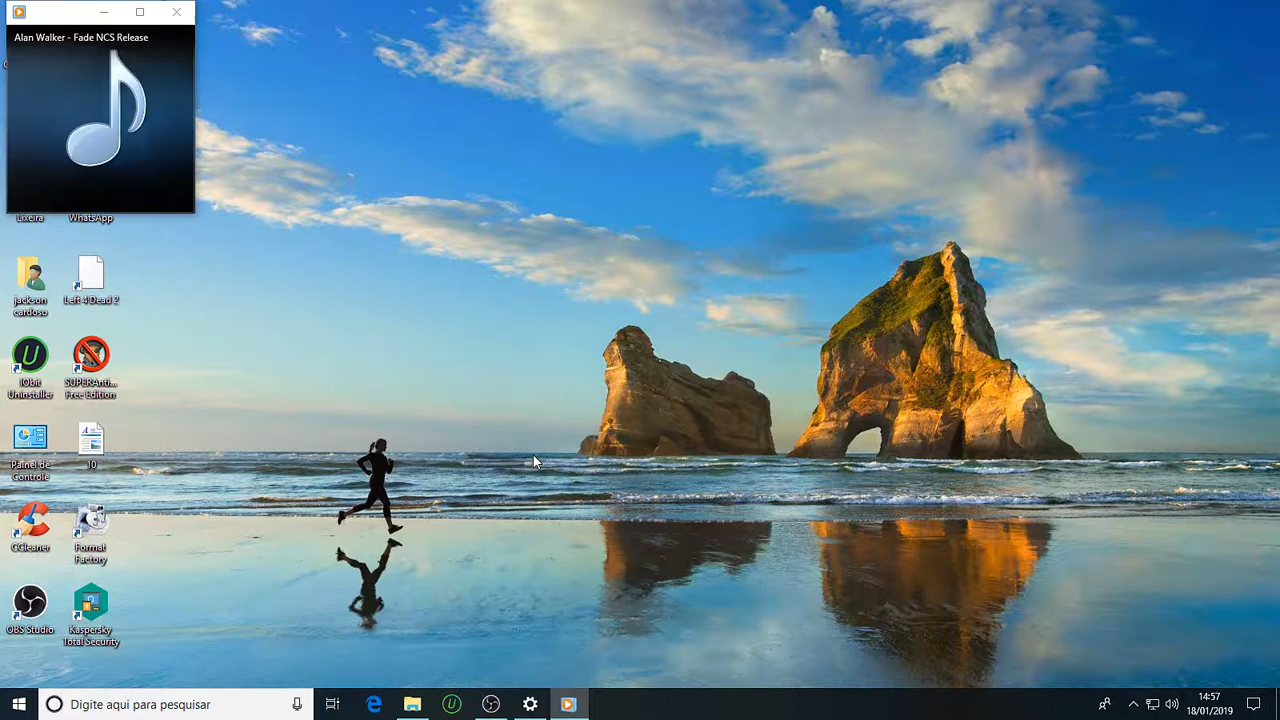 Alan Walker - Fade NCS Release
Lixeira
WhatsApp
jackson
cardoso
Left 4 Dead 2
IObit
Uninstaller
SUPERAnti...
Free Edition
Painel de
Controle
10
CCleaner
Format
Factory
OBS Studio
Kaspersky
Total Security
Digite aqui para pesquisar
14:57
18/01/2019